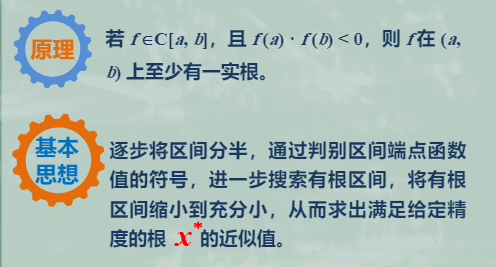 原理
若 f∈C[a, b]，且 f (a) · f (b) < 0，则 f 在 (a,
b) 上至少有一实根。
基本
思想
逐步将区间分半，通过判别区间端点函数
值的符号，进一步搜索有根区间，将有根
区间缩小到充分小，从而求出满足给定精
度的根 x* 的近似值。